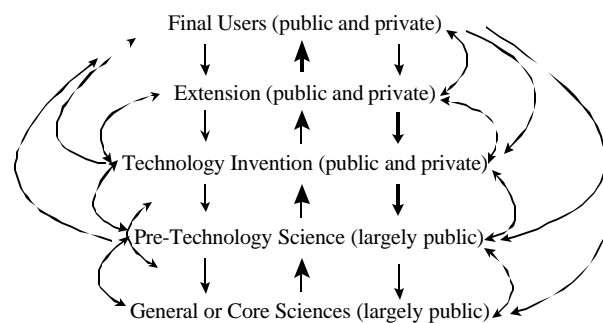 Final Users (public and private)
Extension (public and private)
Technology Invention (public and private)
Pre-Technology Science (largely public)
General or Core Sciences (largely public)